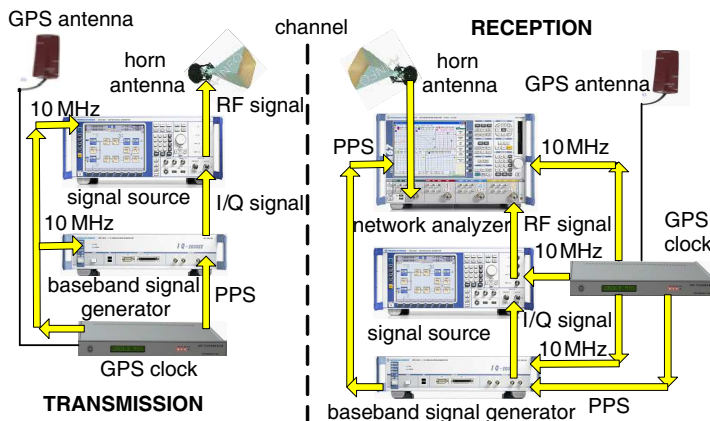 GPS antenna
channel
RECEPTION
horn
antenna
horn
antenna
GPS antenna
10 MHz
RF signal
PPS
10 MHz
signal source
I/Q signal
network analyzer
RF signal
GPS
clock
10 MHz
10 MHz
baseband signal
generator
PPS
signal source
I/Q signal
10 MHz
GPS clock
TRANSMISSION
baseband signal generator
PPS